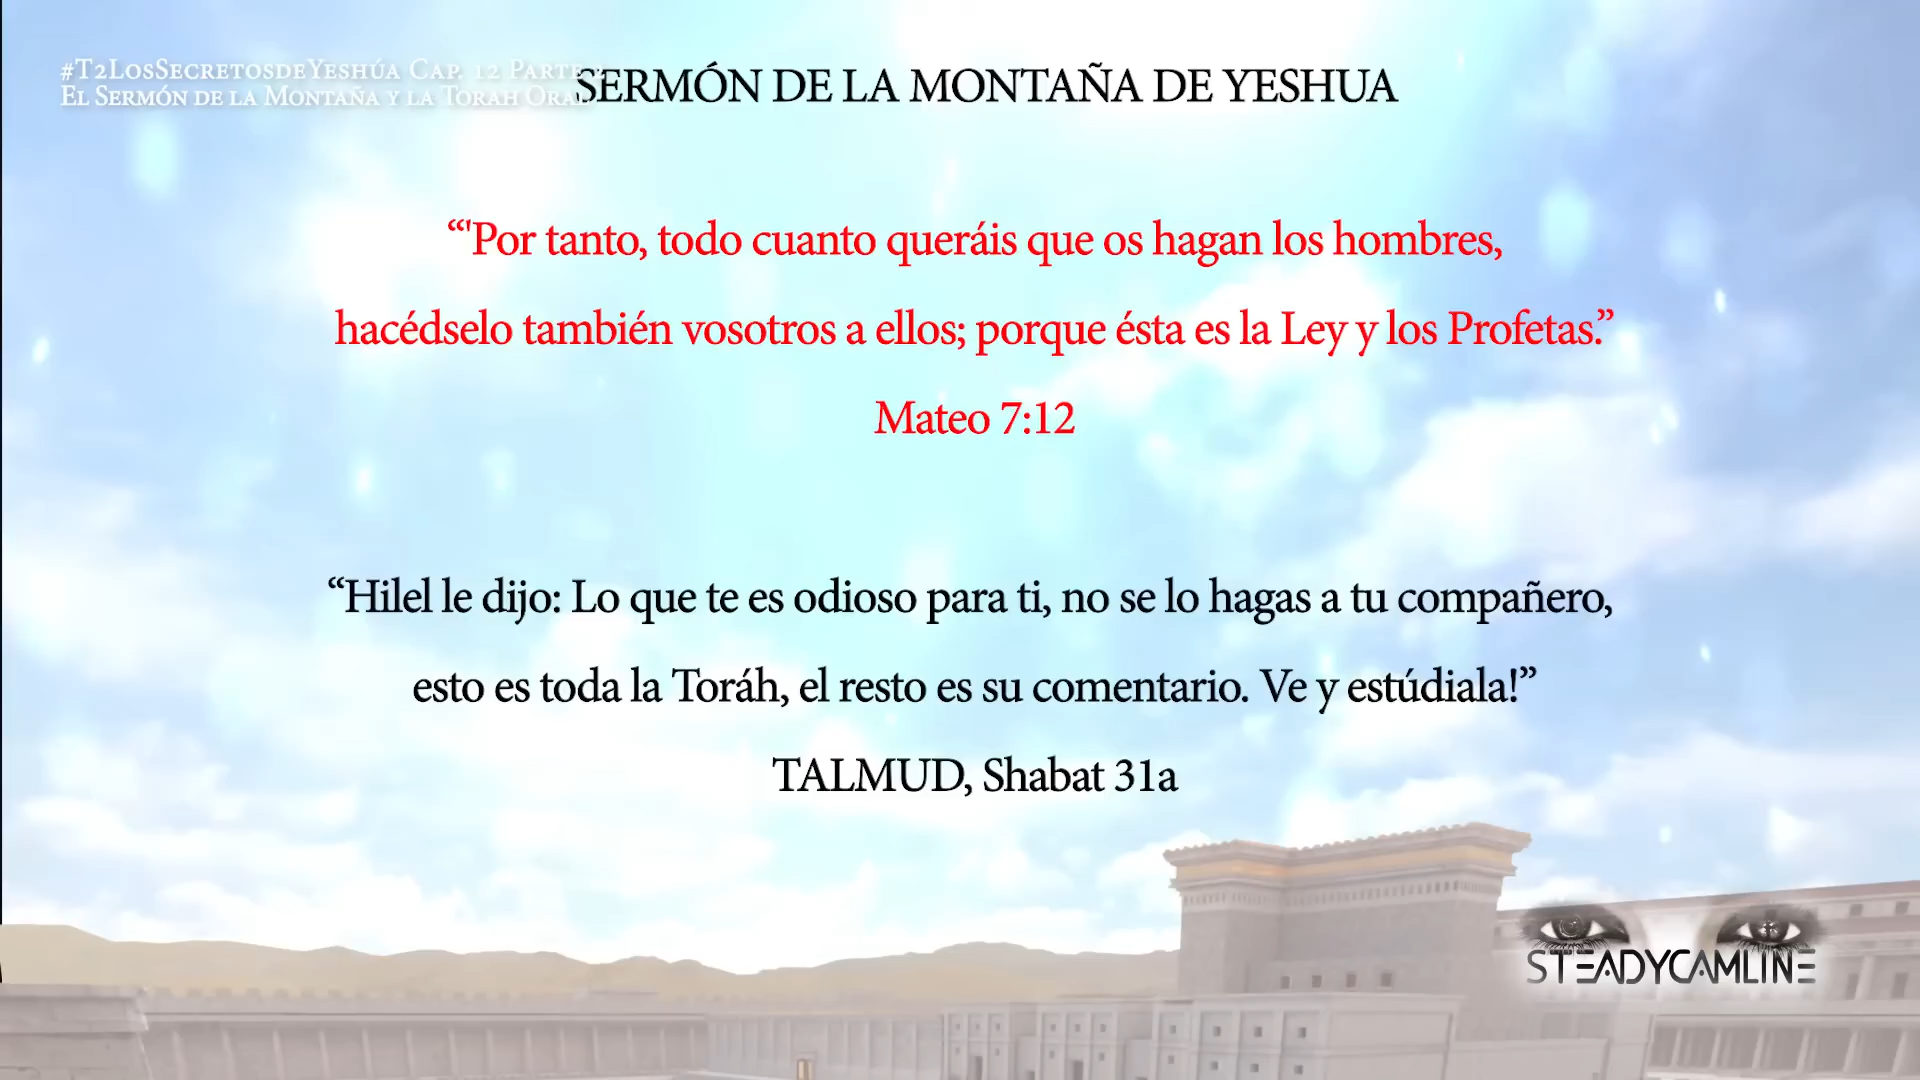 #T2LosSecretosdeYeshúa Cap. 12 Parte
El Sermón de la Montaña y la Torah Oral
SERMÓN DE LA MONTAÑA DE YESHUA
“'Por tanto, todo cuanto queráis que os hagan los hombres,
hacédselo también vosotros a ellos; porque ésta es la Ley y los Profetas.”
Mateo 7:12
“Hilel le dijo: Lo que te es odioso para ti, no se lo hagas a tu compañero,
esto es toda la Toráh, el resto es su comentario. Ve y estúdiala!”
TALMUD, Shabat 31a
STEADYCAMLINE